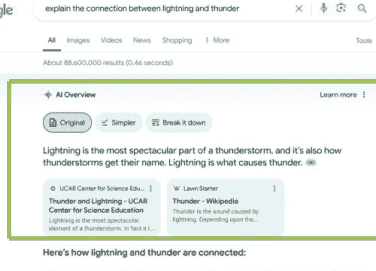 gle
explain the connection between lightning and thunder
All Images Videos News Shopping More Tools
About 88,600,000 results (0.46 seconds)
AI Overview Learn more
Original Simpler Break it down
Lightning is the most spectacular part of a thunderstorm, and it's also how
thunderstorms get their name. Lightning is what causes thunder.
UCAR Center for Science Edu...
Thunder and Lightning - UCAR
Center for Science Education
Lightning is the most spectacular
element of a thunderstorm. In fact it i...
W Lawn Starter
Thunder - Wikipedia
Thunder is the sound caused by
lightning. Depending upon the...
Here's how lightning and thunder are connected: